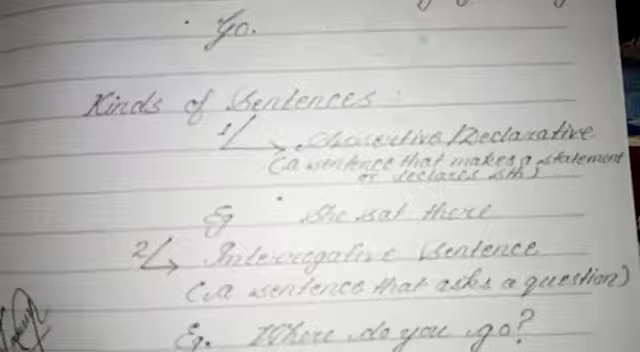 Go.
Kinds of Sentences
1/ Assertive/Declarative
(a sentence that makes a statement
or declares sth)
Eg She sat there
2/ Interrogative Sentence
(a sentence that asks a question)
Eg. Where do you go?